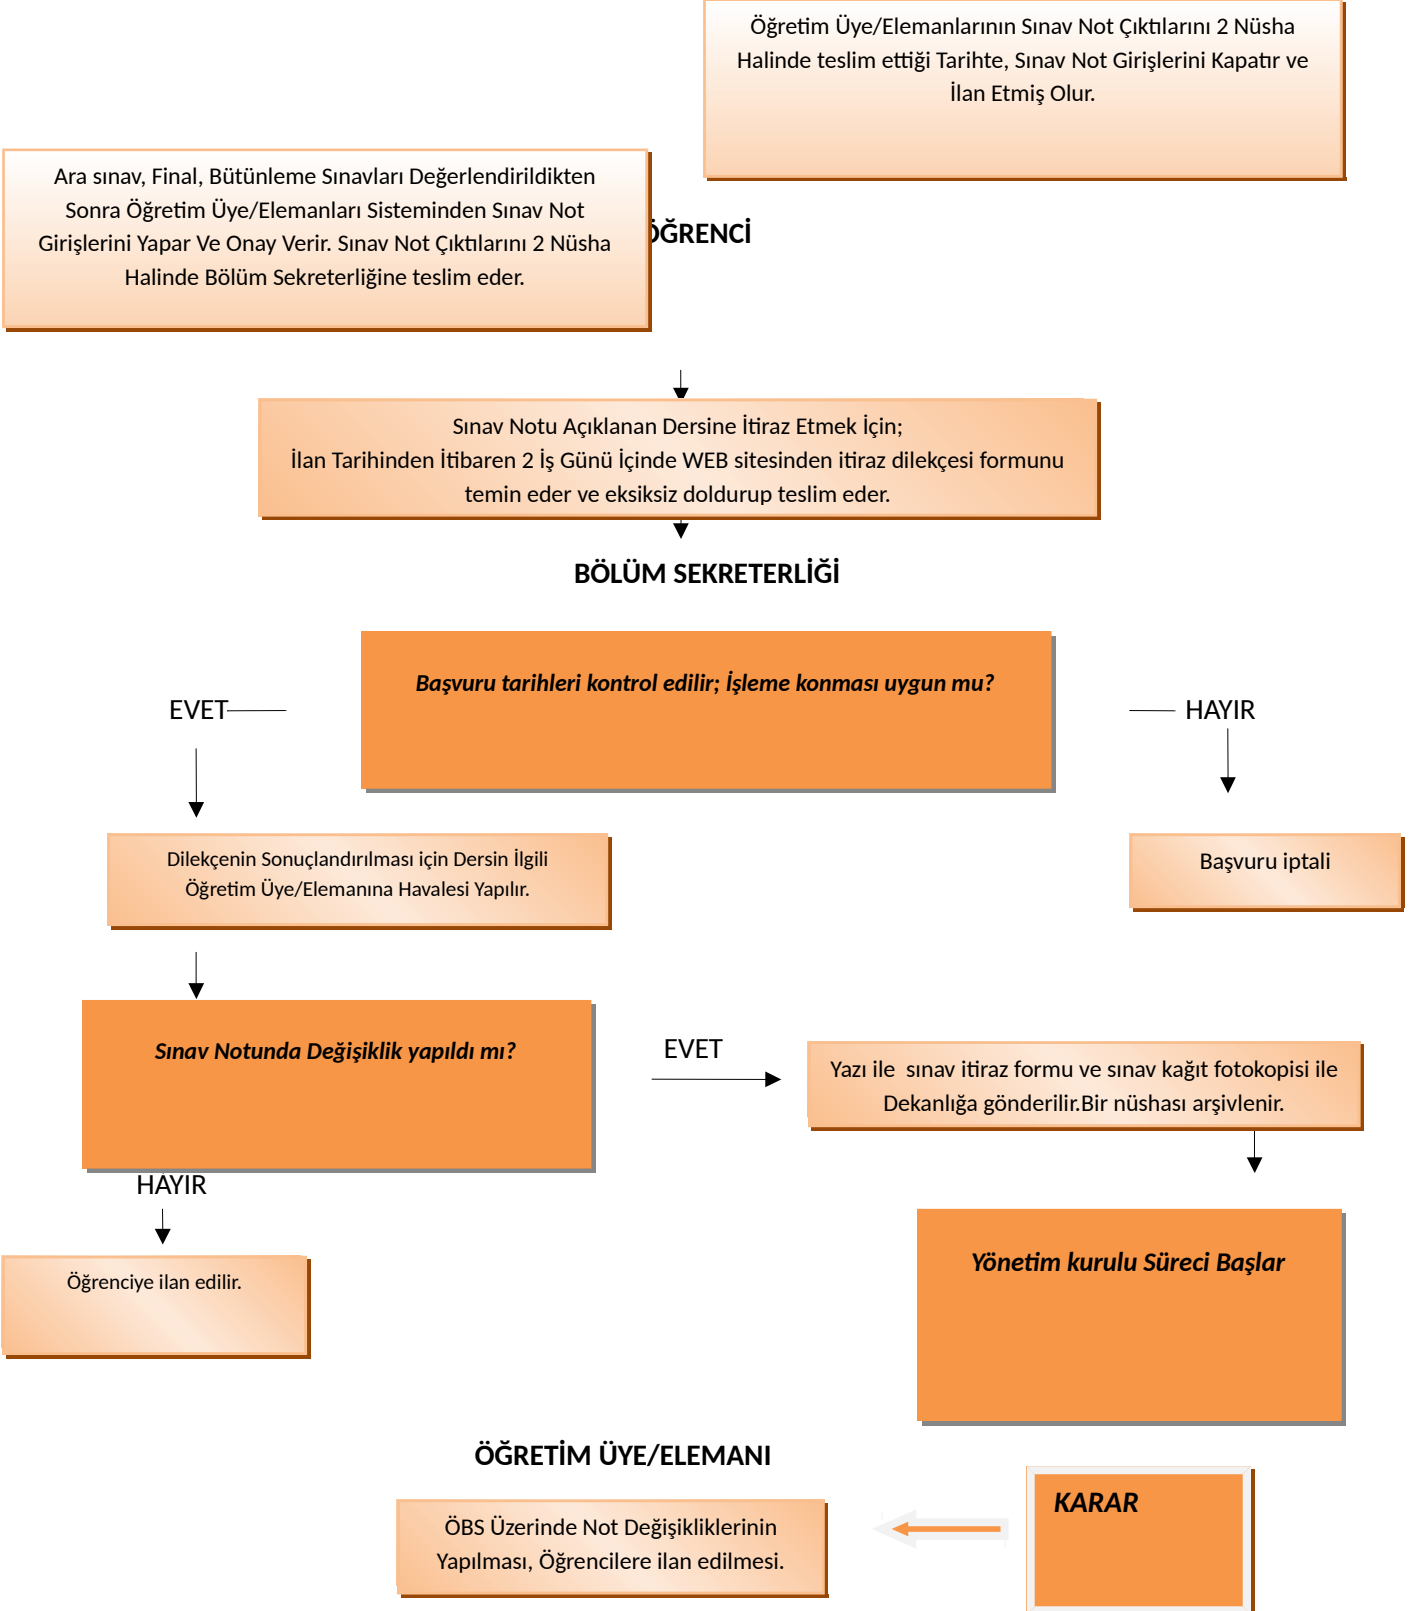 Öğretim Üye/Elemanlarının Sınav Not Çıktılarını 2 Nüsha
Halinde teslim ettiği Tarihte, Sınav Not Girişlerini Kapatır ve
İlan Etmiş Olur.
Ara sınav, Final, Bütünleme Sınavları Değerlendirildikten
Sonra Öğretim Üye/Elemanları Sisteminden Sınav Not
Girişlerini Yapar Ve Onay Verir. Sınav Not Çıktılarını 2 Nüsha
Halinde Bölüm Sekreterliğine teslim eder.
ÖĞRENCİ
Sınav Notu Açıklanan Dersine İtiraz Etmek İçin;
İlan Tarihinden İtibaren 2 İş Günü İçinde WEB sitesinden itiraz dilekçesi formunu
temin eder ve eksiksiz doldurup teslim eder.
BÖLÜM SEKRETERLİĞİ
Başvuru tarihleri kontrol edilir; İşleme konması uygun mu?
EVET
HAYIR
Dilekçenin Sonuçlandırılması için Dersin İlgili
Öğretim Üye/Elemanına Havalesi Yapılır.
Başvuru iptali
Sınav Notunda Değişiklik yapıldı mı?
EVET
Yazı ile sınav itiraz formu ve sınav kağıt fotokopisi ile
Dekanlığa gönderilir.Bir nüshası arşivlenir.
HAYIR
Öğrenciye ilan edilir.
Yönetim kurulu Süreci Başlar
ÖĞRETİM ÜYE/ELEMANI
KARAR
ÖBS Üzerinde Not Değişikliklerinin
Yapılması, Öğrencilere ilan edilmesi.